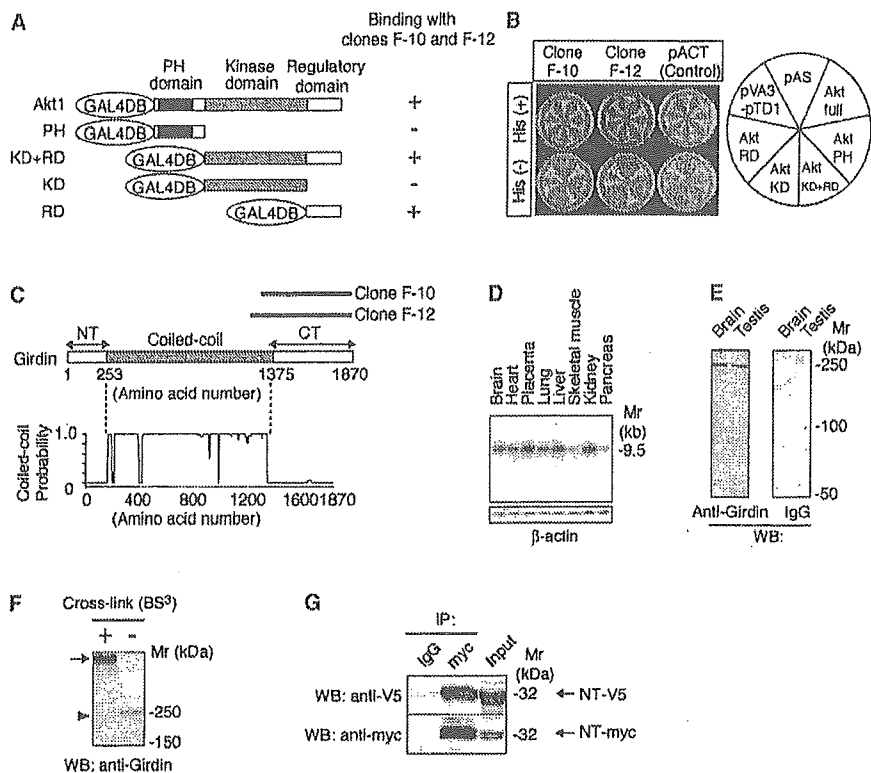 A
Binding with
clones F-10 and F-12
PH
domain
Kinase
domain
Regulatory
domain
Akt1 GAL4DB +
PH GAL4DB -
KD+RD GAL4DB +
KD GAL4DB -
RD GAL4DB +
B
Clone
F-10
Clone
F-12
pACT
(Control)
His (+)
His (-)
pAS
Akt
full
Akt
PH
Akt
KD+RD
Akt
KD
Akt
RD
pVA3
-pTD1
C
Clone F-10
Clone F-12
NT Coiled-coil CT
Girdin
1 253 1375 1870
(Amino acid number)
Coiled-coil
Probability
1.0
0
0 400 800 1200 1600 1870
(Amino acid number)
D
Brain
Heart
Placenta
Lung
Liver
Skeletal muscle
Kidney
Pancreas
Mr
(kb)
-9.5
β-actin
E
Brain
Testis
Brain
Testis
Mr
(kDa)
-250
-100
-50
Anti-Girdin IgG
WB:
F
Cross-link (BS³)
+ -
Mr (kDa)
-250
-150
WB: anti-Girdin
G
IP:
IgG
myc
Input
Mr
(kDa)
WB: anti-V5 -32 NT-V5
WB: anti-myc -32 NT-myc